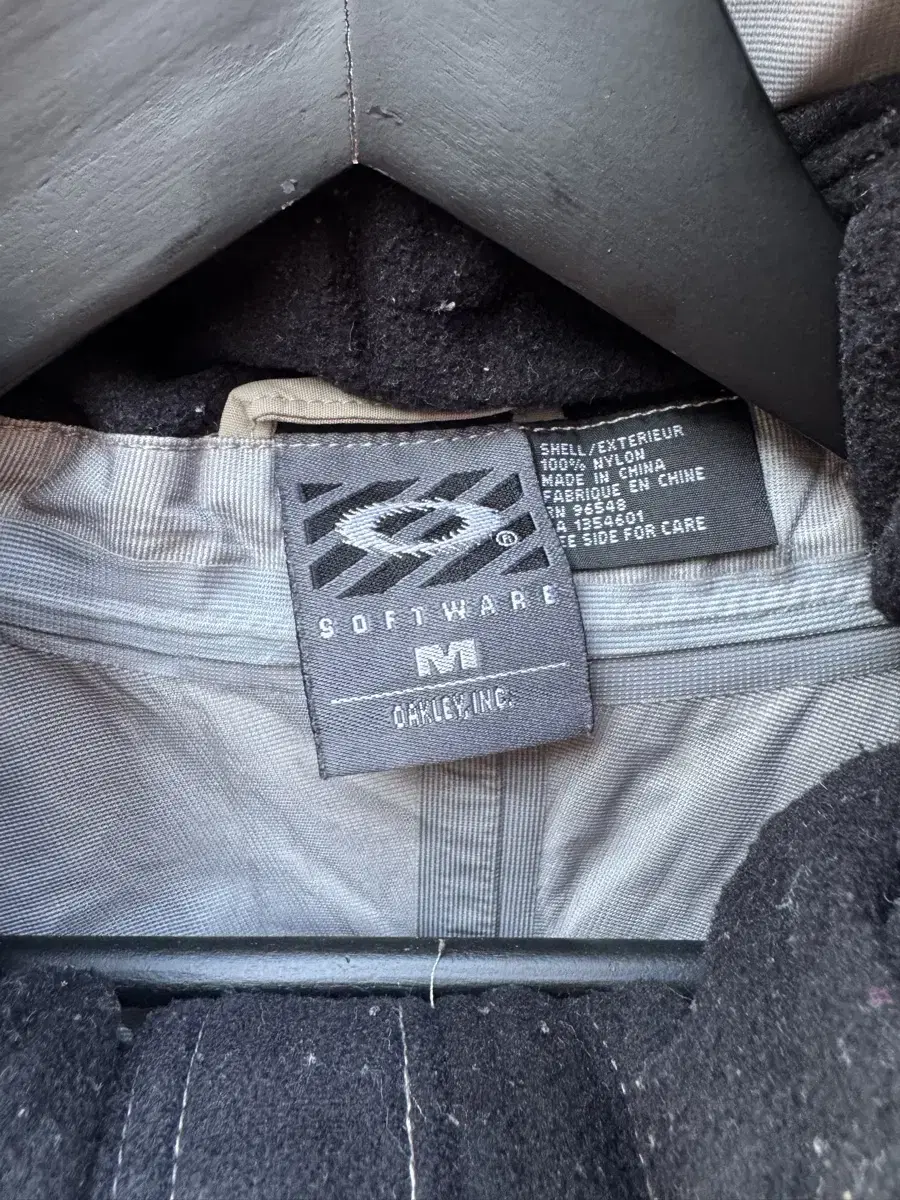 ®
SOFTWARE
M
OAKLEY, INC.
SHELL/EXTERIEUR
100% NYLON
MADE IN CHINA
FABRIQUE EN CHINE
96548
1354601
SIDE FOR CARE